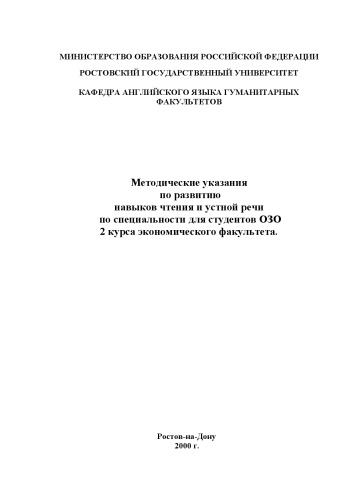 МИНИСТЕРСТВО ОБРАЗОВАНИЯ РОССИЙСКОЙ ФЕДЕРАЦИИ
РОСТОВСКИЙ ГОСУДАРСТВЕННЫЙ УНИВЕРСИТЕТ
КАФЕДРА АНГЛИЙСКОГО ЯЗЫКА ГУМАНИТАРНЫХ
ФАКУЛЬТЕТОВ
Методические указания
по развитию
навыков чтения и устной речи
по специальности для студентов ОЗО
2 курса экономического факультета.
Ростов-на-Дону
2000 г.